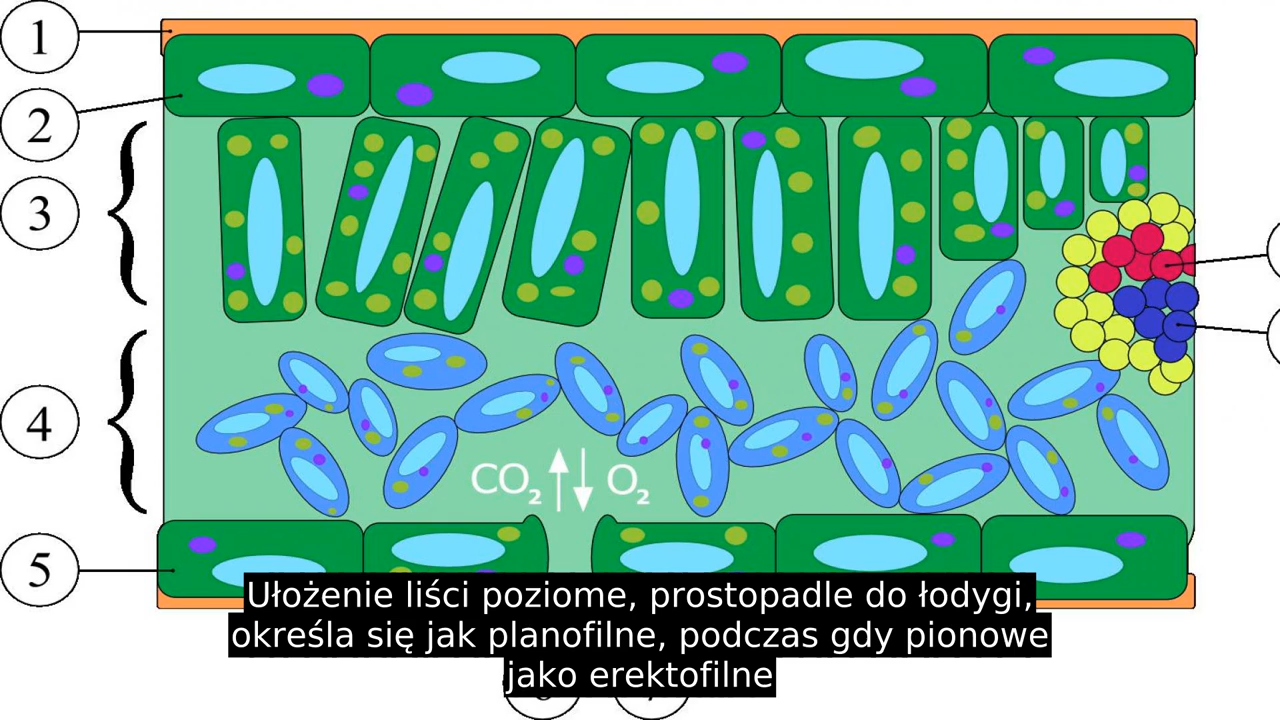 1
2
3
4
CO₂ O₂
5
Ułożenie liści poziome, prostopadle do łodygi,
określa się jak planofilne, podczas gdy pionowe
jako erektofilne